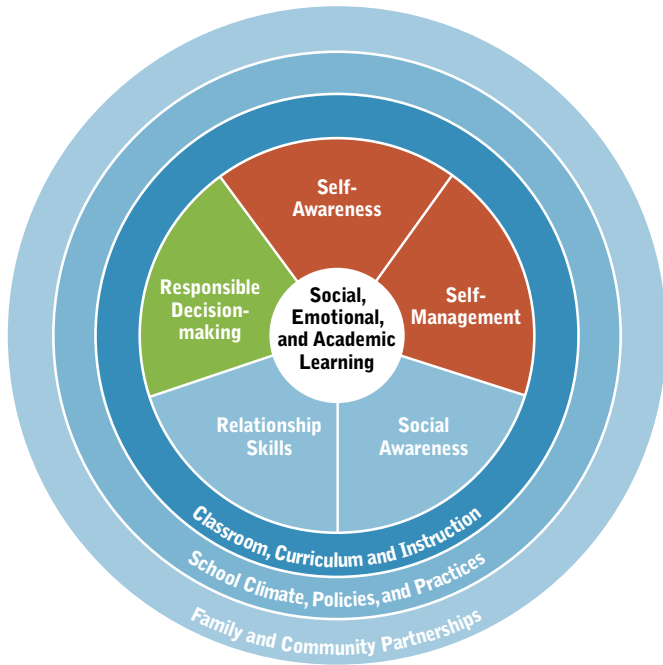 Self-
Awareness
Responsible
Decision-
making
Social,
Emotional,
and Academic
Learning
Self-
Management
Relationship
Skills
Social
Awareness
Classroom, Curriculum and Instruction
School Climate, Policies, and Practices
Family and Community Partnerships